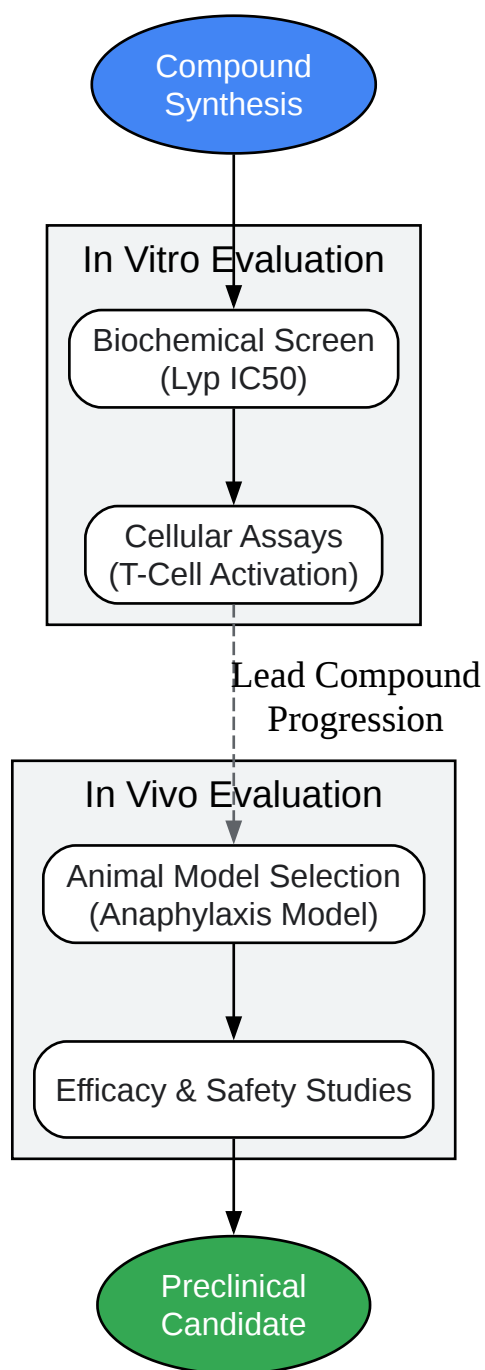 Compound
Synthesis
In Vitro Evaluation
Biochemical Screen
(Lyp IC50)
Cellular Assays
(T-Cell Activation)
Lead Compound
Progression
In Vivo Evaluation
Animal Model Selection
(Anaphylaxis Model)
Efficacy & Safety Studies
Preclinical
Candidate